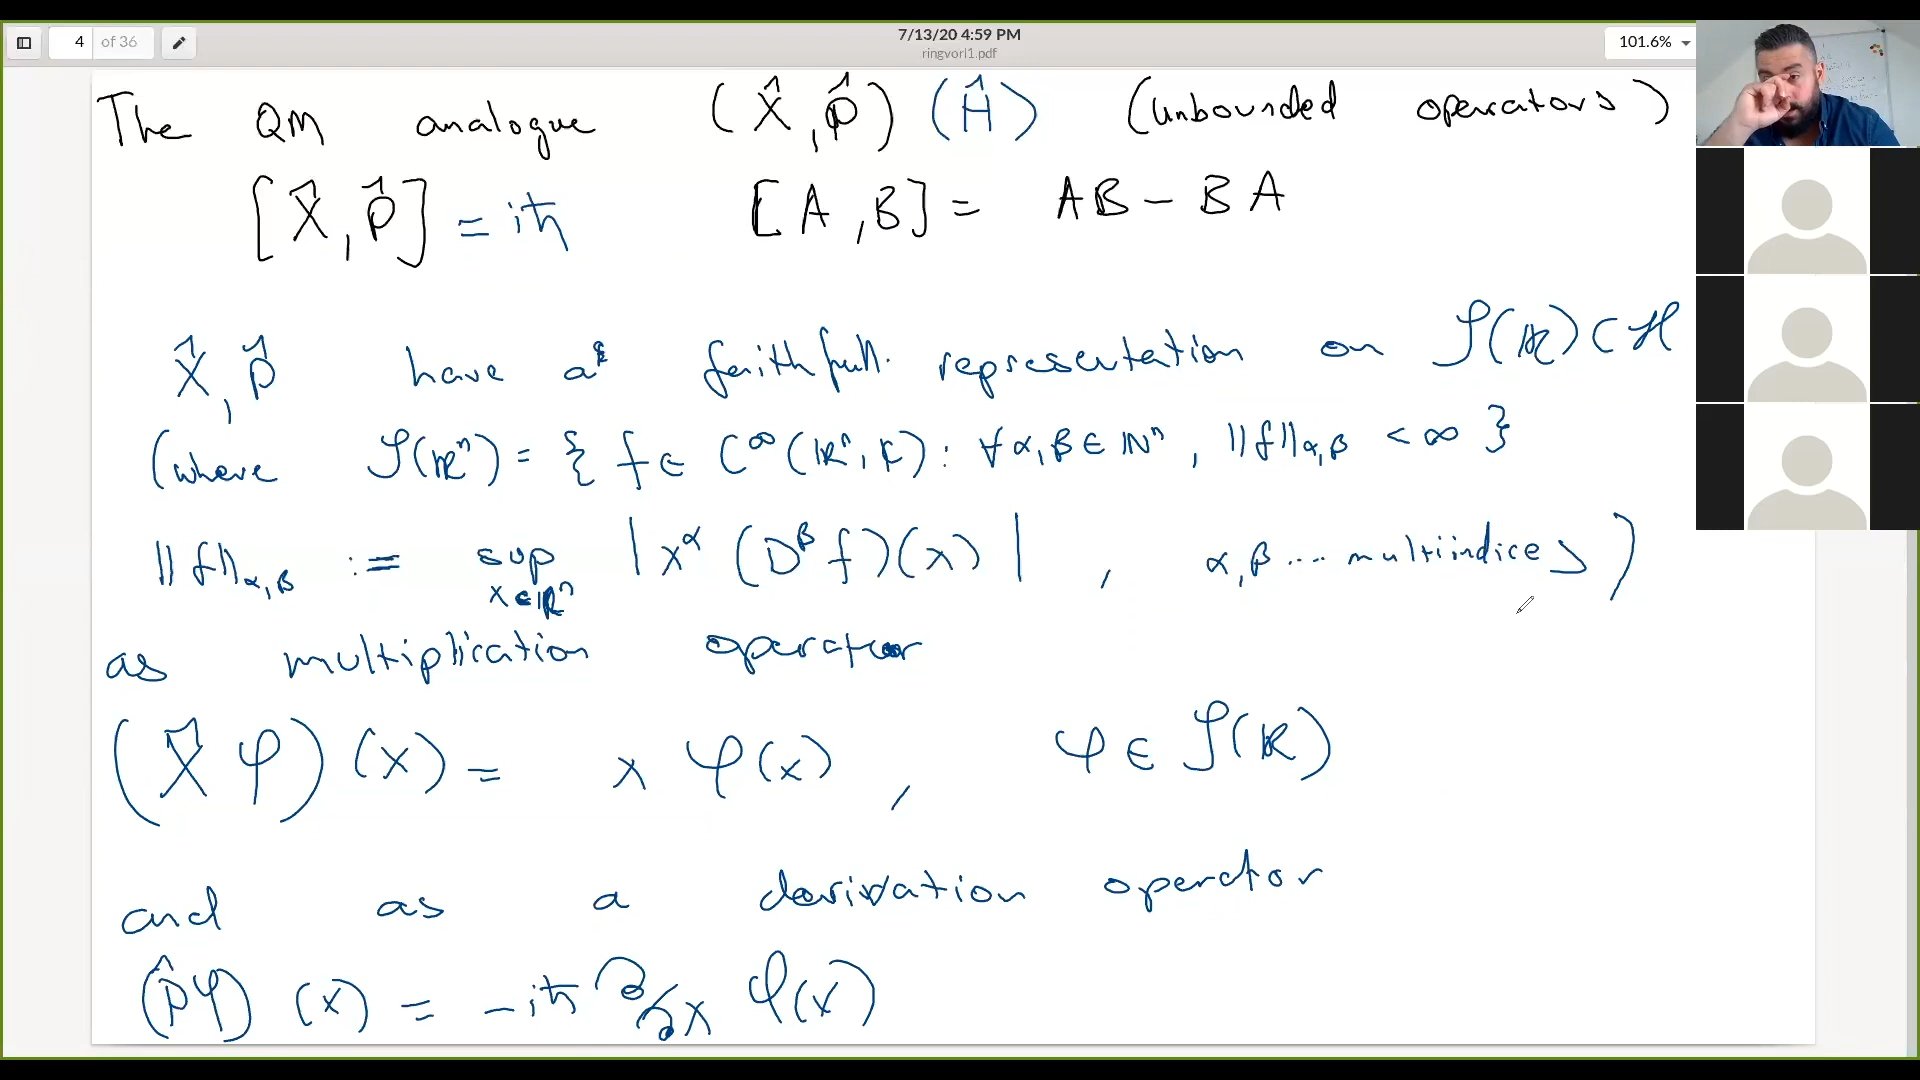 4 of 36
7/13/20 4:59 PM
ringvorl1.pdf
101.6%
The QM analogue (X̂, P̂) (Ĥ) (unbounded operators)
[X̂, P̂] = iħ [A, B] = AB − BA
X̂, P̂ have a faithfull representation on 𝒮(ℝ) ⊂ ℋ
(where 𝒮(ℝⁿ) = { f ∈ C^∞(ℝⁿ, ℂ) : ∀ α, β ∈ ℕⁿ, ||f||_{α,β} < ∞ }
||f||_{α,β} := sup_{x∈ℝⁿ} | x^α (D^β f)(x) | , α, β ... multiindices )
as multiplication operator
(X̂ φ)(x) = x φ(x) , φ ∈ 𝒮(ℝ)
and as a derivation operator
(P̂φ)(x) = −iħ ∂/∂x φ(x)